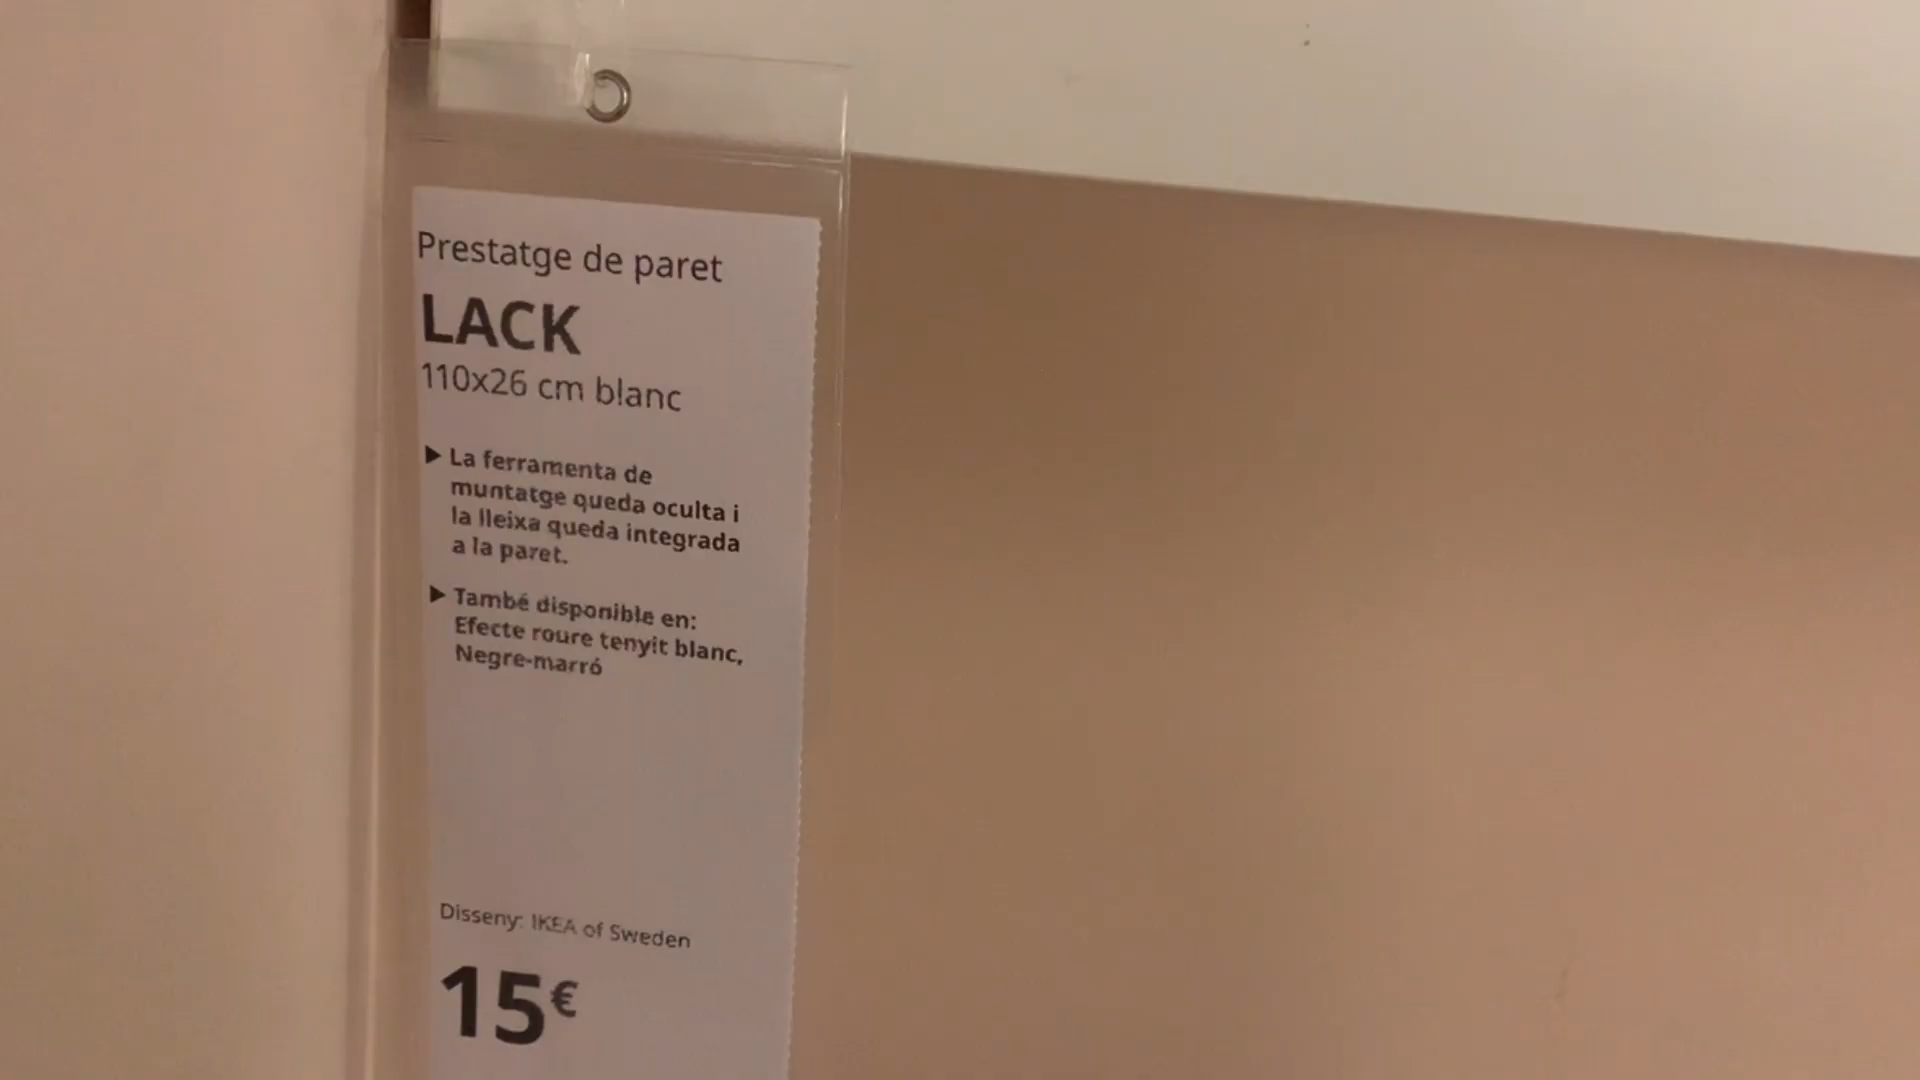 Prestatge de paret
LACK
110x26 cm blanc
▶ La ferramenta de
muntatge queda oculta i
la lleixa queda integrada
a la paret.
▶ També disponible en:
Efecte roure tenyit blanc,
Negre-marró
Disseny: IKEA of Sweden
15€